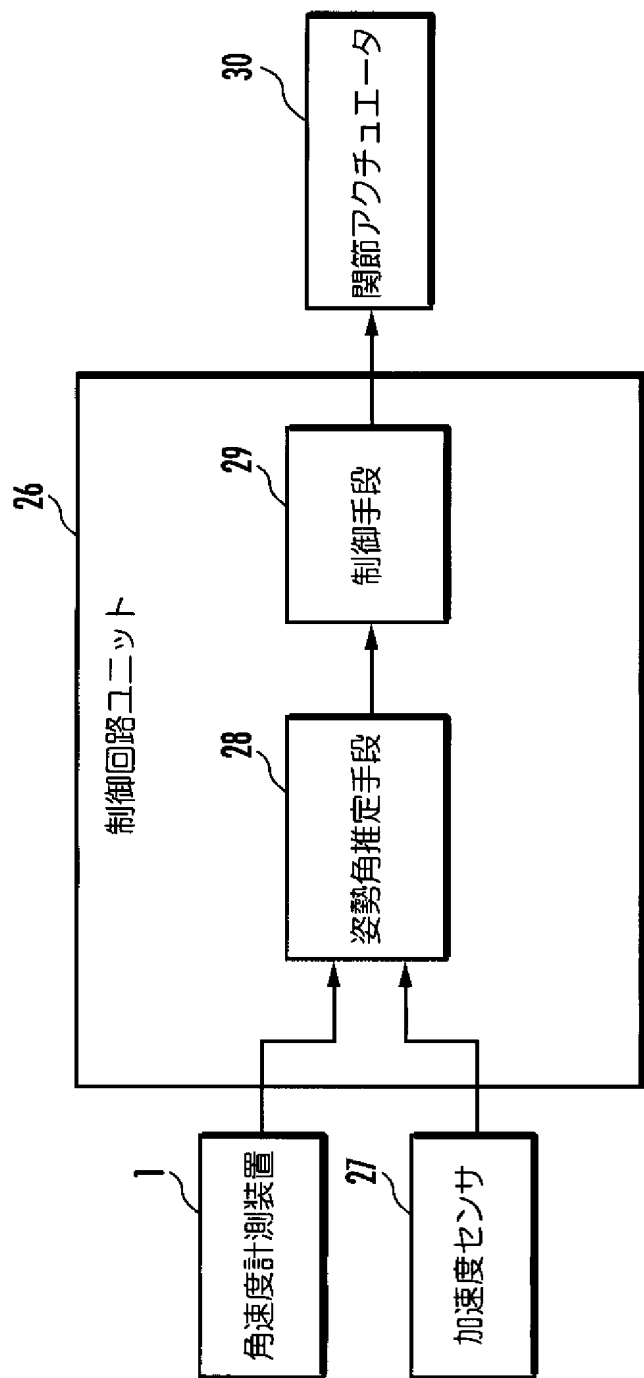 26
制御回路ユニット
1
角速度計測装置
27
加速度センサ
28
姿勢角推定手段
29
制御手段
30
関節アクチュエータ